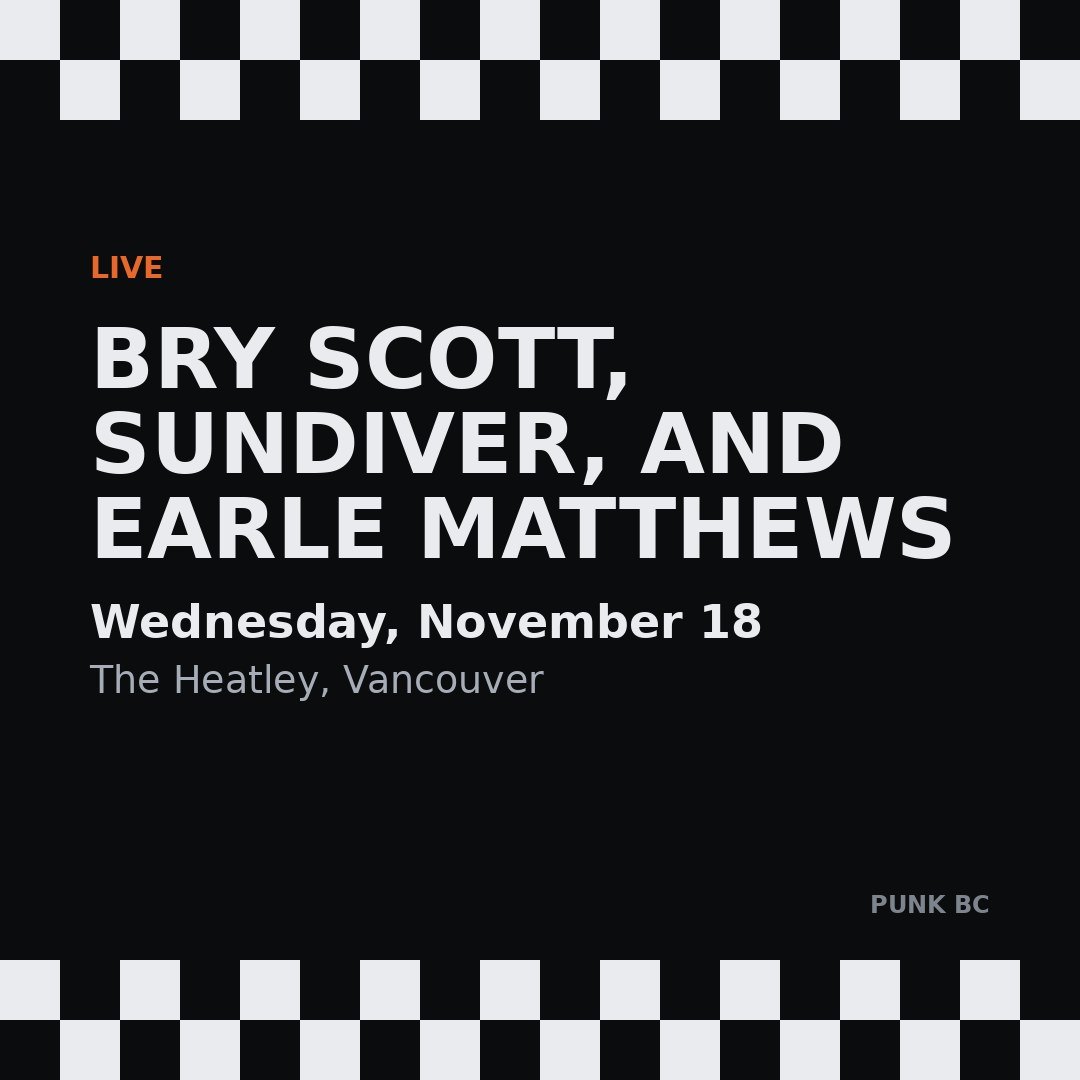 LIVE
BRY SCOTT,
SUNDIVER, AND
EARLE MATTHEWS
Wednesday, November 18
The Heatley, Vancouver
PUNK BC